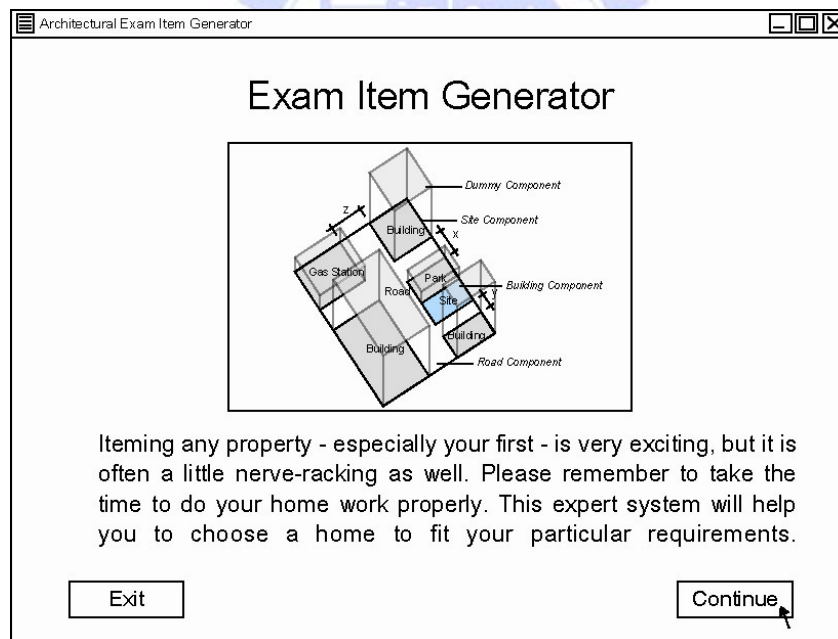 Architectural Exam Item Generator
Exam Item Generator
Dummy Component
z
Site Component
Building
x
Gas Station
Park
Road
Building Component
Site
y
Building
Building
Road Component
Iteming any property - especially your first - is very exciting, but it is
often a little nerve-racking as well. Please remember to take the
time to do your home work properly. This expert system will help
you to choose a home to fit your particular requirements.
Exit
Continue